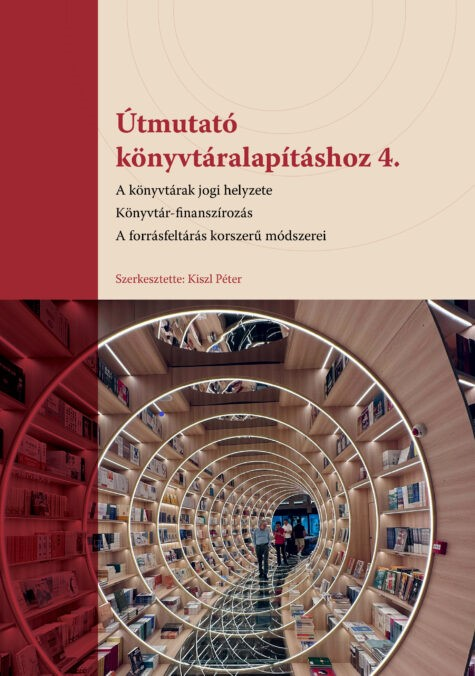 Útmutató
könyvtáralapításhoz 4.
A könyvtárak jogi helyzete
Könyvtár-finanszírozás
A forrásfeltárás korszerű módszerei
Szerkesztette: Kiszl Péter